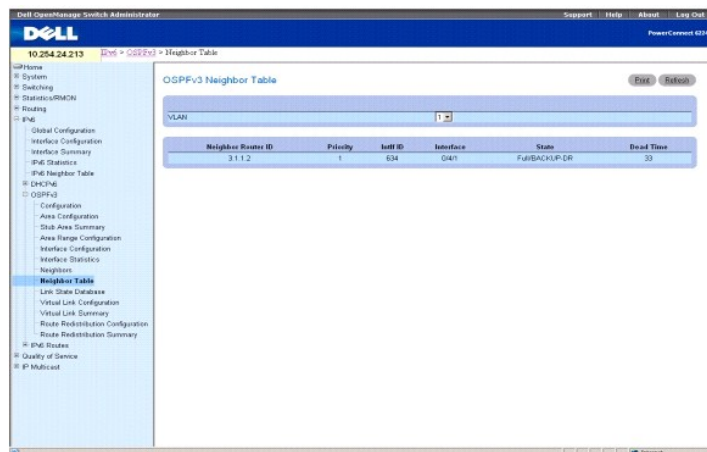 Dell OpenManage Switch Administrator
Support Help About Log Out
DELL
PowerConnect 6224
10.254.24.213
IPv6 > OSPFv3 > Neighbor Table
Home
System
Switching
Statistics/RMON
Routing
IPv6
Global Configuration
Interface Configuration
Interface Summary
IPv6 Statistics
IPv6 Neighbor Table
DHCPv6
OSPFv3
Configuration
Area Configuration
Stub Area Summary
Area Range Configuration
Interface Configuration
Interface Statistics
Neighbors
Neighbor Table
Link State Database
Virtual Link Configuration
Virtual Link Summary
Route Redistribution Configuration
Route Redistribution Summary
IPv6 Routes
Quality of Service
IP Multicast
OSPFv3 Neighbor Table
Print Refresh
VLAN 1
Neighbor Router ID Priority Intf ID Interface State Dead Time
3.1.1.2 1 634 0/4/1 Full/BACKUP-DR 33
Internet